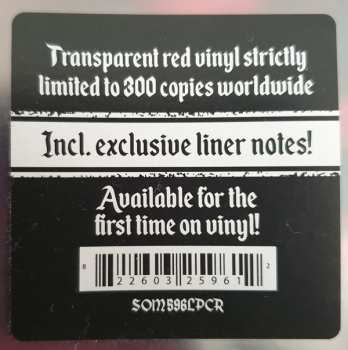 Transparent red vinyl strictly
limited to 300 copies worldwide
Incl. exclusive liner notes!
Available for the
first time on vinyl!
8 22603 25961 2
SOM596LPCR